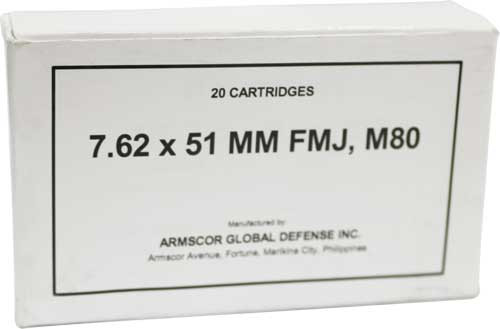 20 CARTRIDGES
7.62 x 51 MM FMJ, M80
Manufactured by
ARMSCOR GLOBAL DEFENSE INC.
Armscor Avenue, Fortune, Marikina City, Philippines